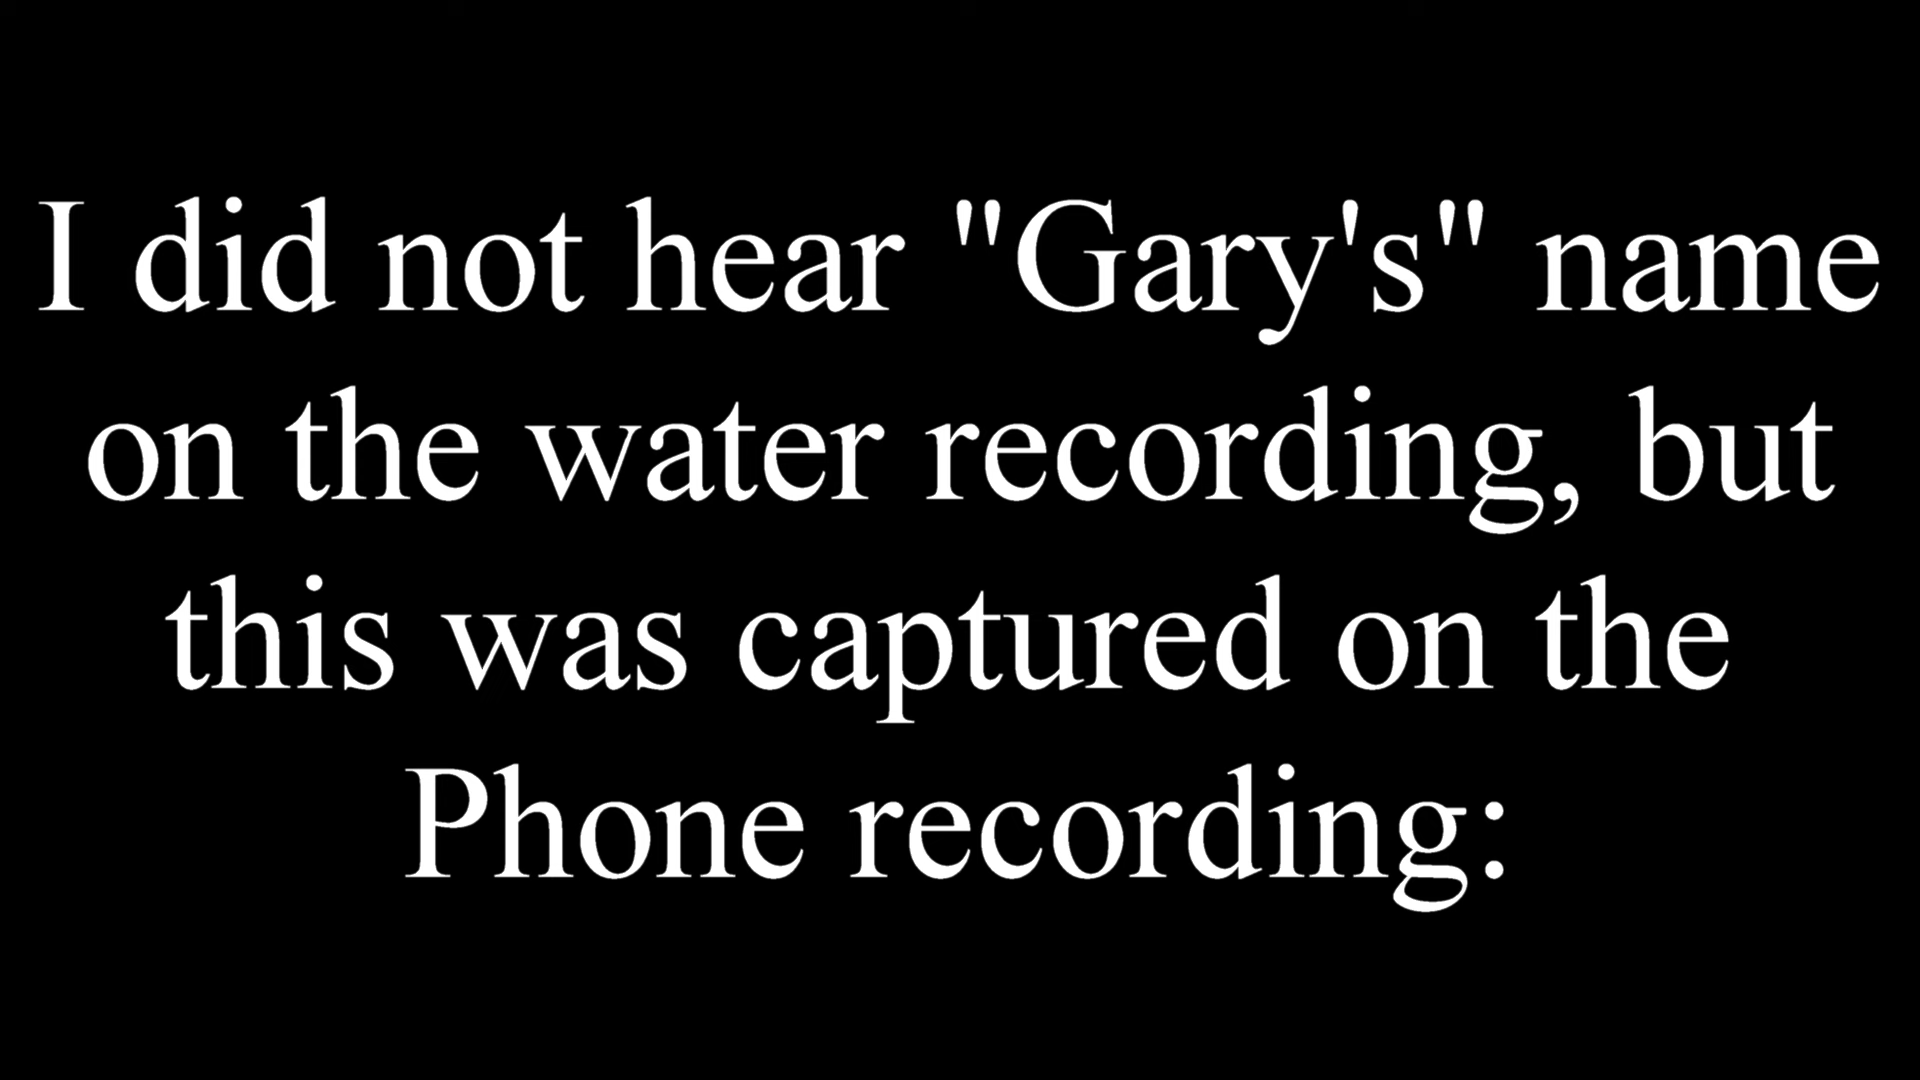 I did not hear "Gary's" name
on the water recording, but
this was captured on the
Phone recording: